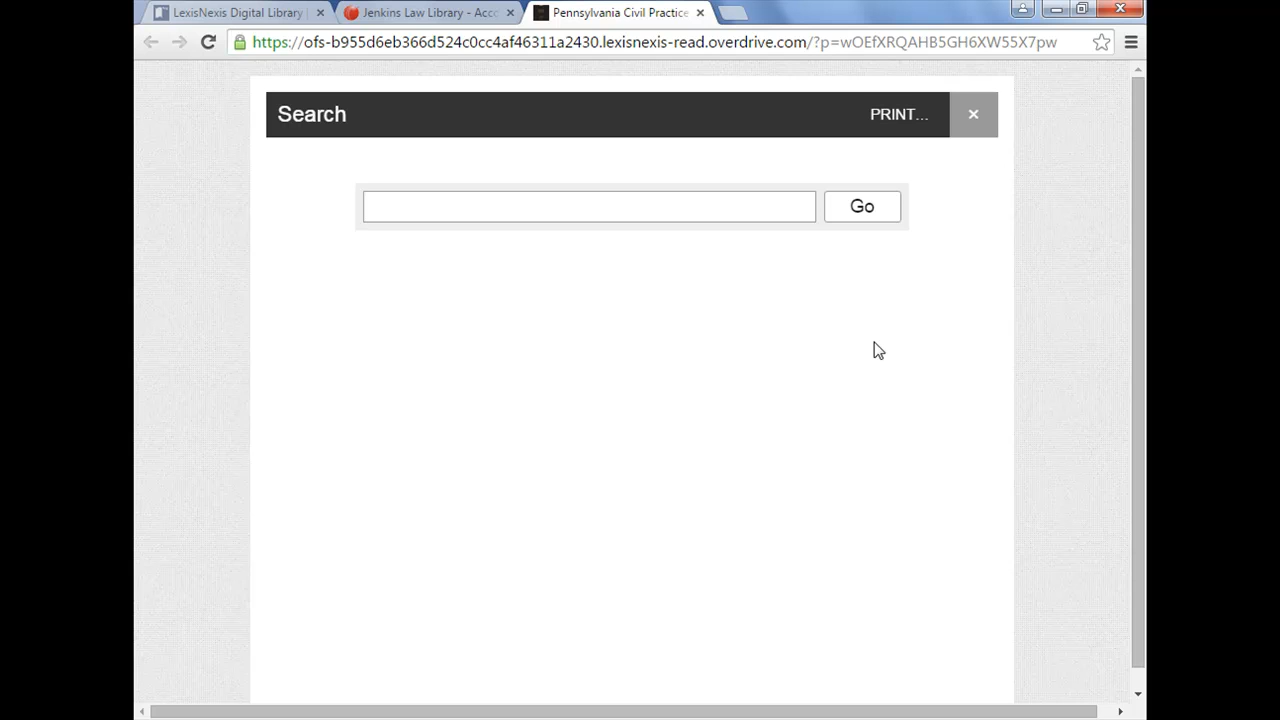 LexisNexis Digital Library
Jenkins Law Library - Acco
Pennsylvania Civil Practice
https://ofs-b955d6eb366d524c0cc4af46311a2430.lexisnexis-read.overdrive.com/?p=wOEfXRQAHB5GH6XW55X7pw
Search
PRINT...
Go